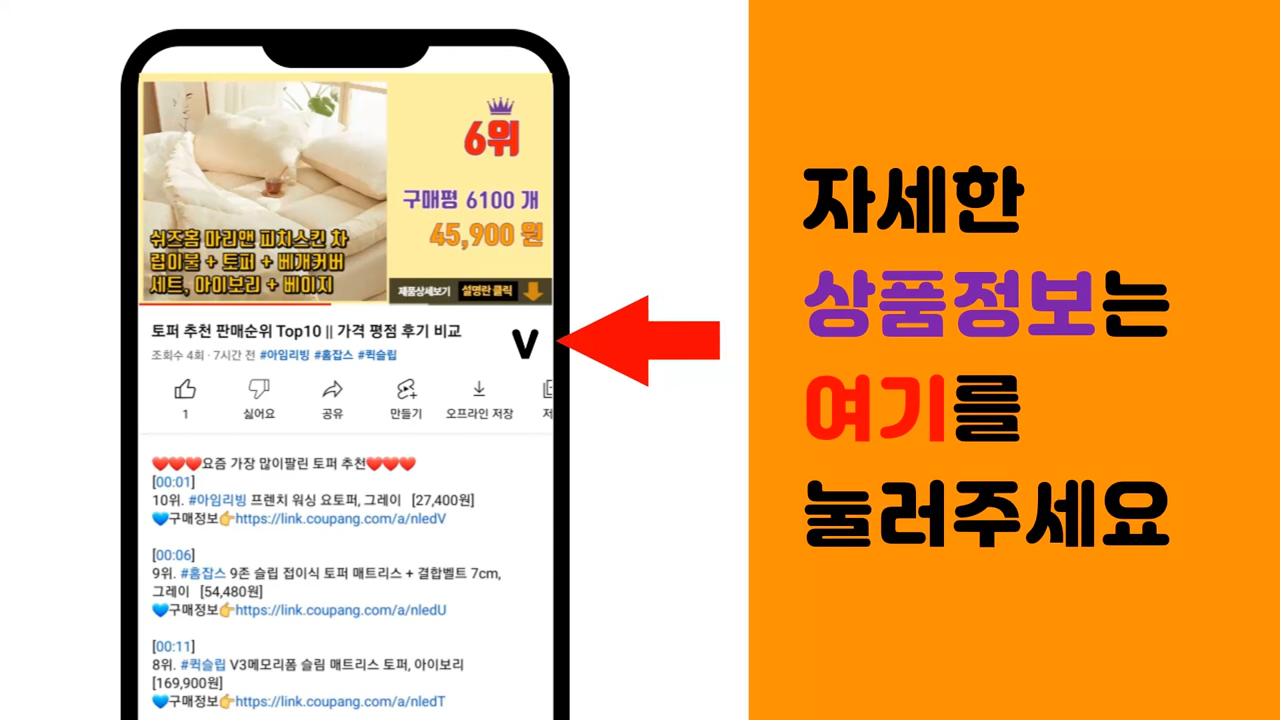 6위
구매평 6100 개
45,900 원
쉬즈홈 마리앤 피치스킨 차
렵이불 + 토퍼 + 베개커버
세트, 아이보리 + 베이지
제품상세보기 설명란 클릭
토퍼 추천 판매순위 Top10 || 가격 평점 후기 비교
V
조회수 4회 · 7시간 전 #아임리빙 #홈잡스 #퀵슬립
1 싫어요 공유 만들기 오프라인 저장 저
❤️❤️❤️요즘 가장 많이팔린 토퍼 추천❤️❤️❤️
[00:01]
10위. #아임리빙 프렌치 워싱 요토퍼, 그레이 [27,400원]
💙구매정보👉https://link.coupang.com/a/nledV
[00:06]
9위. #홈잡스 9존 슬립 접이식 토퍼 매트리스 + 결합벨트 7cm,
그레이 [54,480원]
💙구매정보👉https://link.coupang.com/a/nledU
[00:11]
8위. #퀵슬립 V3메모리폼 슬림 매트리스 토퍼, 아이보리
[169,900원]
💙구매정보👉https://link.coupang.com/a/nledT
자세한
상품정보는
여기를
눌러주세요